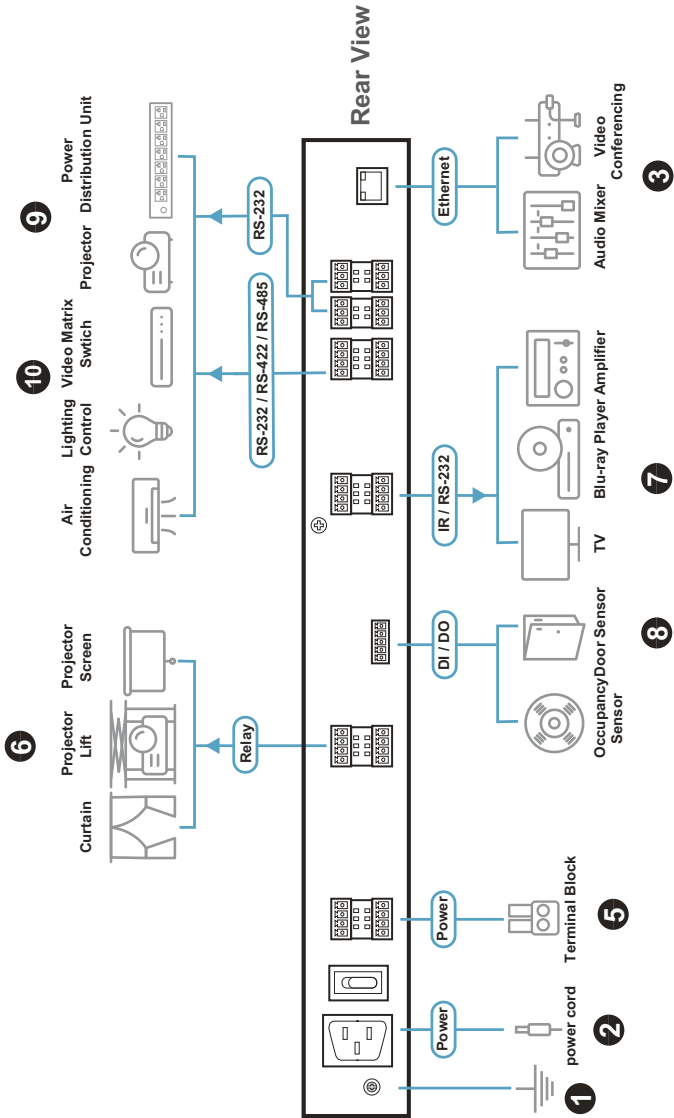 Rear View
6
10
9
Curtain
Projector
Lift
Projector
Screen
Air
Conditioning
Lighting
Control
Video Matrix
Swtich
Projector
Power
Distribution Unit
Relay
RS-232 / RS-422 / RS-485
RS-232
Power
Power
DI / DO
IR / RS-232
Ethernet
power cord
Terminal Block
Occupancy
Sensor
Door Sensor
TV
Blu-ray Player
Amplifier
Audio Mixer
Video
Conferencing
1
2
5
8
7
3